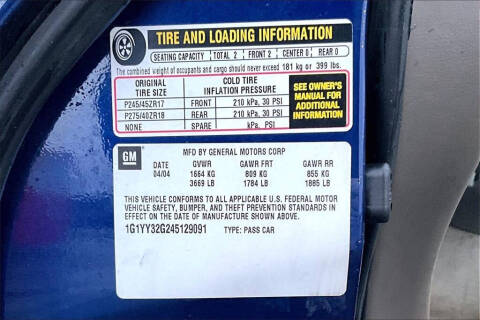 TIRE AND LOADING INFORMATION
SEATING CAPACITY TOTAL 2 FRONT 2 CENTER 0 REAR 0
The combined weight of occupants and cargo should never exceed 181 kg or 399 lbs.
ORIGINAL TIRE SIZE COLD TIRE INFLATION PRESSURE
P245/45ZR17 FRONT 210 kPa, 30 PSI
P275/40ZR18 REAR 210 kPa, 30 PSI
NONE SPARE kPa, PSI
SEE OWNER'S
MANUAL FOR
ADDITIONAL
INFORMATION
GM
MFD BY GENERAL MOTORS CORP
DATE GVWR GAWR FRT GAWR RR
04/04 1664 KG 809 KG 855 KG
3669 LB 1784 LB 1885 LB
THIS VEHICLE CONFORMS TO ALL APPLICABLE U.S. FEDERAL MOTOR
VEHICLE SAFETY, BUMPER, AND THEFT PREVENTION STANDARDS IN
EFFECT ON THE DATE OF MANUFACTURE SHOWN ABOVE.
1G1YY32G245129091 TYPE: PASS CAR